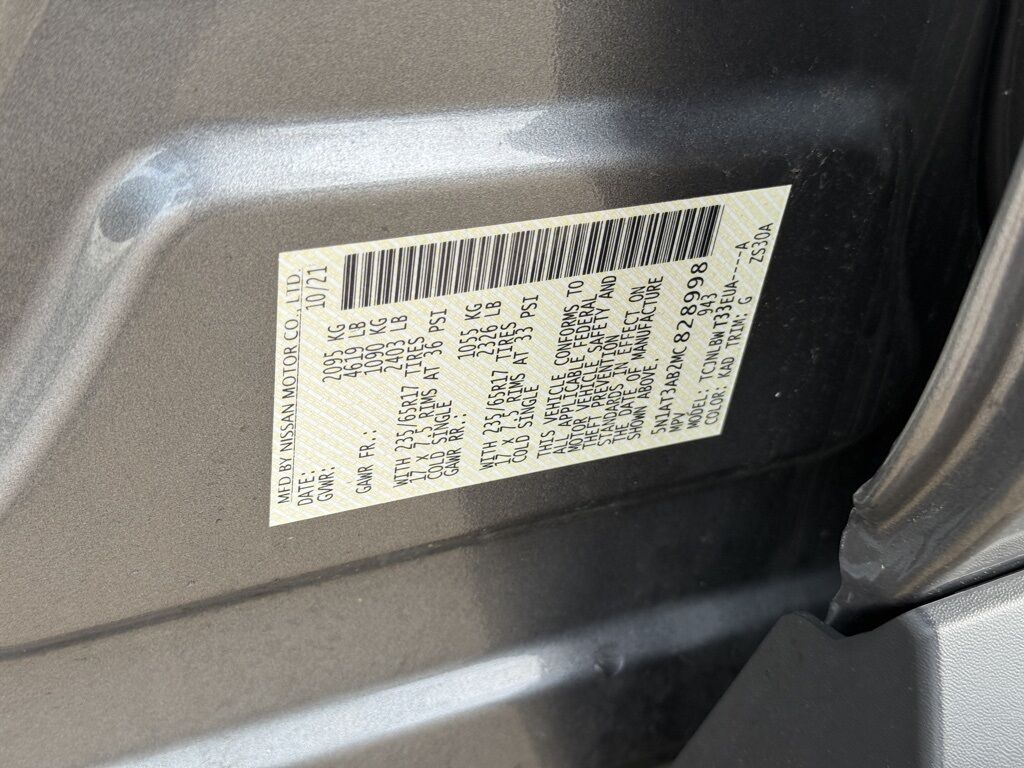 MFD BY NISSAN MOTOR CO., LTD.
DATE: 10/21
GVWR: 2095 KG
4619 LB
GAWR FR.: 1090 KG
2403 LB
WITH 235/65R17 TIRES
17 X 7.5 RIMS AT 36 PSI
COLD SINGLE
GAWR RR.: 1055 KG
2326 LB
WITH 235/65R17 TIRES
17 X 7.5 RIMS AT 33 PSI
COLD SINGLE
THIS VEHICLE CONFORMS TO
ALL APPLICABLE FEDERAL
MOTOR VEHICLE SAFETY AND
THEFT PREVENTION
STANDARDS IN EFFECT ON
THE DATE OF MANUFACTURE
SHOWN ABOVE.
5N1AT3AB2MC828998
MPV 943
MODEL: TCJNLBWT33EUA----A
COLOR: KAD TRIM: G ZS30A